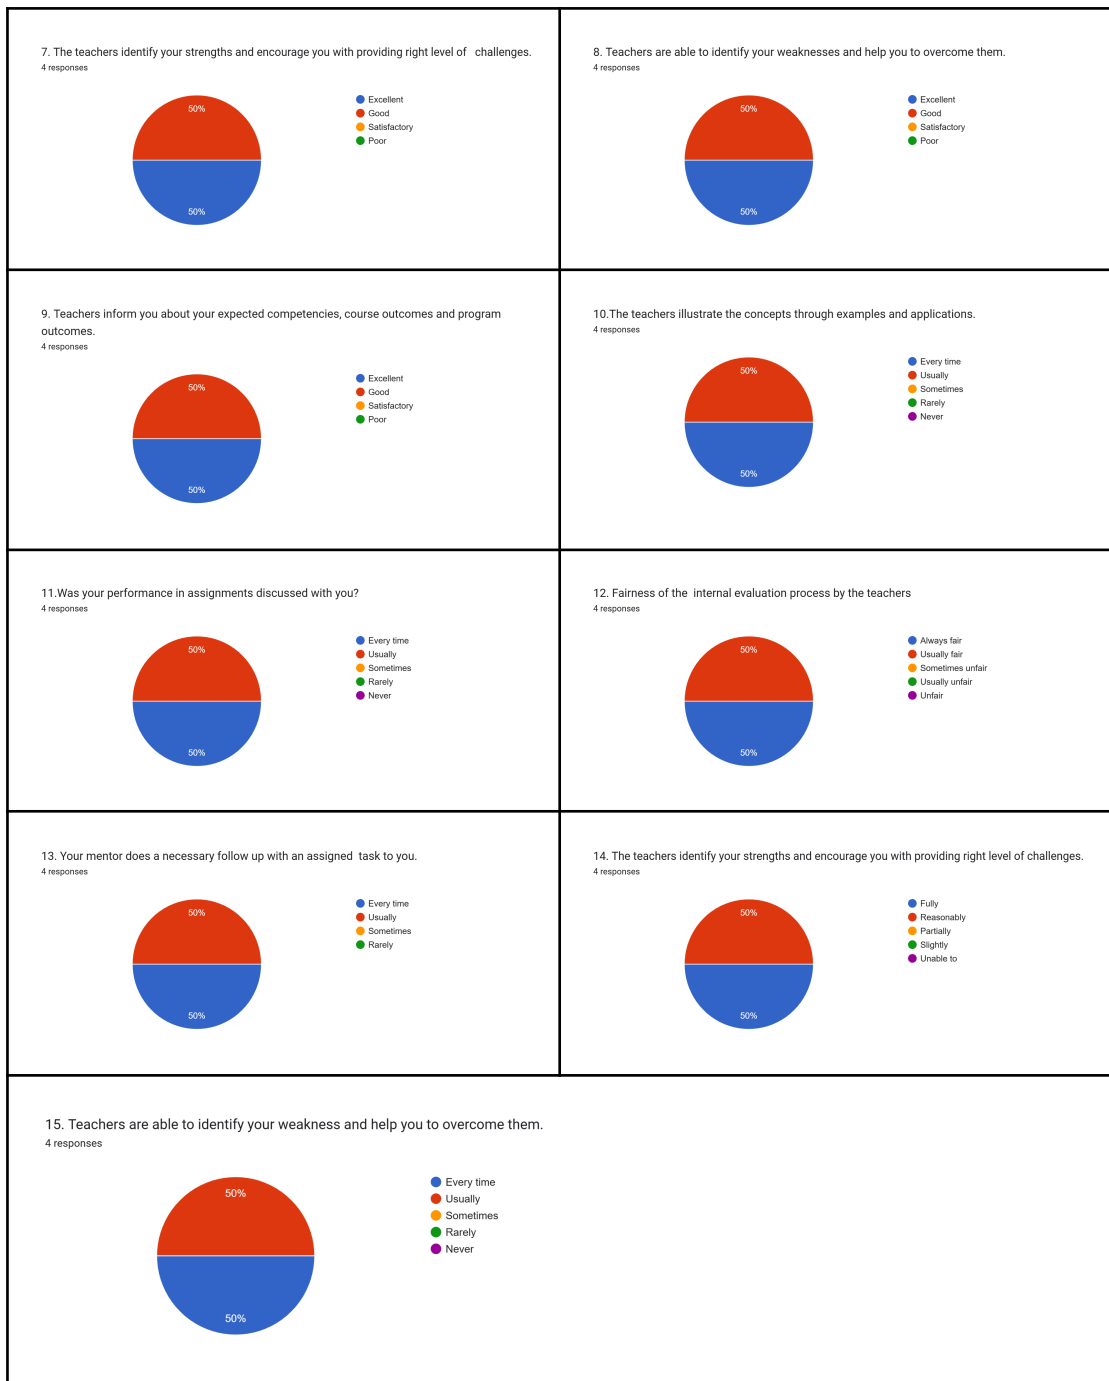 7. The teachers identify your strengths and encourage you with providing right level of   challenges.
4 responses
50%
50%
Excellent
Good
Satisfactory
Poor
8. Teachers are able to identify your weaknesses and help you to overcome them.
4 responses
50%
50%
Excellent
Good
Satisfactory
Poor
9. Teachers inform you about your expected competencies, course outcomes and program
outcomes.
4 responses
50%
50%
Excellent
Good
Satisfactory
Poor
10.The teachers illustrate the concepts through examples and applications.
4 responses
50%
50%
Every time
Usually
Sometimes
Rarely
Never
11.Was your performance in assignments discussed with you?
4 responses
50%
50%
Every time
Usually
Sometimes
Rarely
Never
12. Fairness of the  internal evaluation process by the teachers
4 responses
50%
50%
Always fair
Usually fair
Sometimes unfair
Usually unfair
Unfair
13. Your mentor does a necessary follow up with an assigned  task to you.
4 responses
50%
50%
Every time
Usually
Sometimes
Rarely
14. The teachers identify your strengths and encourage you with providing right level of challenges.
4 responses
50%
50%
Fully
Reasonably
Partially
Slightly
Unable to
15. Teachers are able to identify your weakness and help you to overcome them.
4 responses
50%
50%
Every time
Usually
Sometimes
Rarely
Never